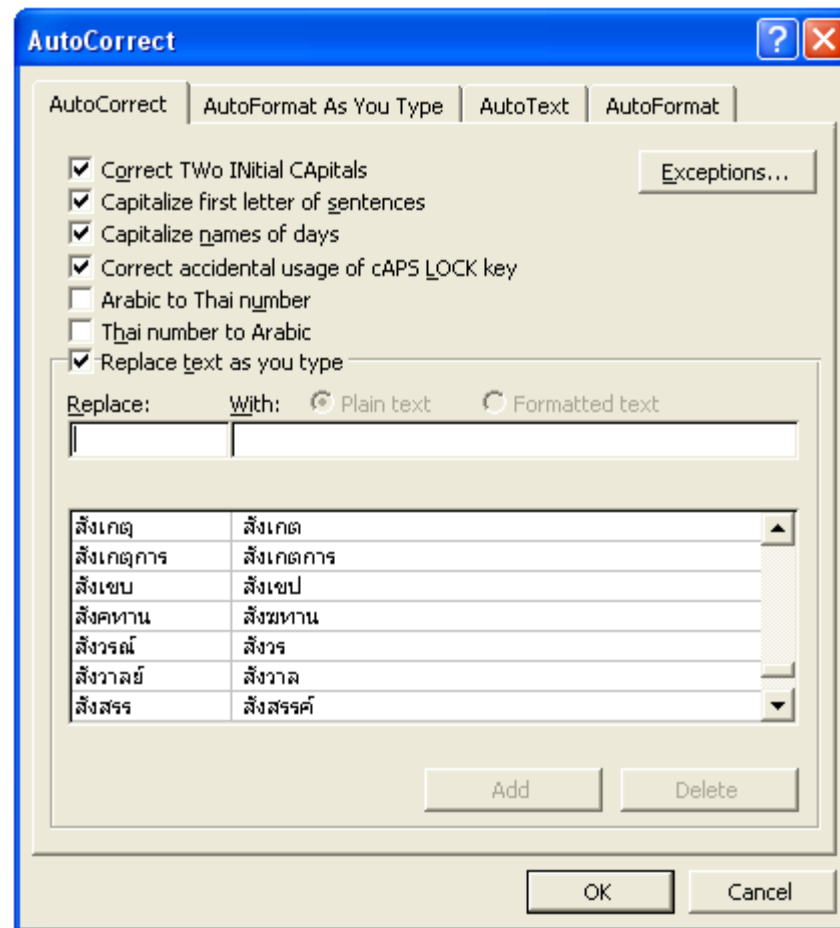 AutoCorrect
AutoCorrect AutoFormat As You Type AutoText AutoFormat
Correct TWo INitial CApitals Exceptions...
Capitalize first letter of sentences
Capitalize names of days
Correct accidental usage of cAPS LOCK key
Arabic to Thai number
Thai number to Arabic
Replace text as you type
Replace: With: Plain text Formatted text
สังเกตุ สังเกต
สังเกตุการ สังเกตการ
สังเขบ สังเขป
สังคทาน สังฆทาน
สังวรณ์ สังวร
สังวาลย์ สังวาล
สังสรร สังสรรค์
Add Delete
OK Cancel